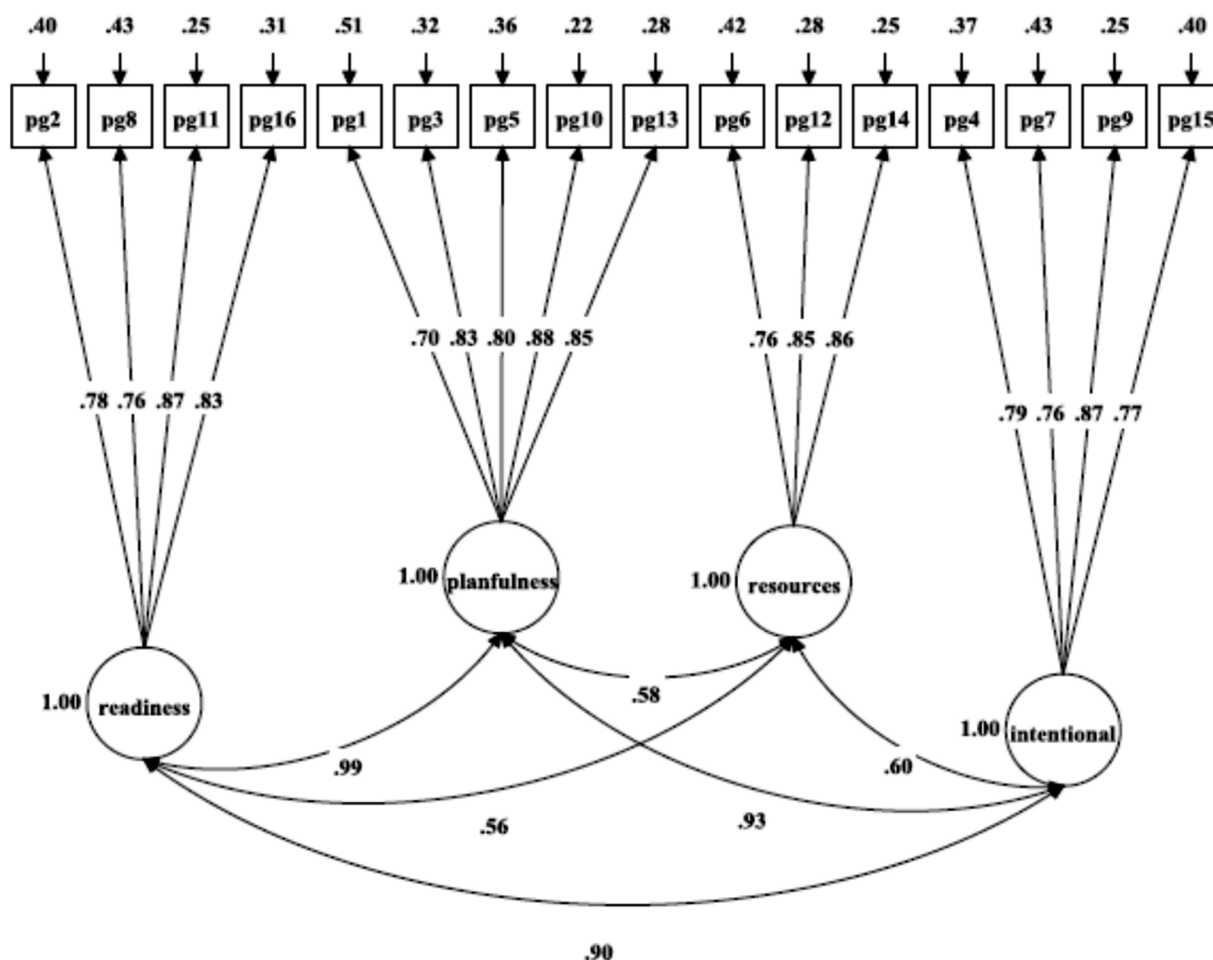 .40 .43 .25 .31 .51 .32 .36 .22 .28 .42 .28 .25 .37 .43 .25 .40
pg2 pg8 pg11 pg16 pg1 pg3 pg5 pg10 pg13 pg6 pg12 pg14 pg4 pg7 pg9 pg15
.70 .83 .80 .88 .85 .76 .85 .86
.78 .76 .87 .83 .79 .76 .87 .77
1.00 planfulness 1.00 resources
1.00 readiness .58 1.00 intentional
.99 .60
.56 .93
.90